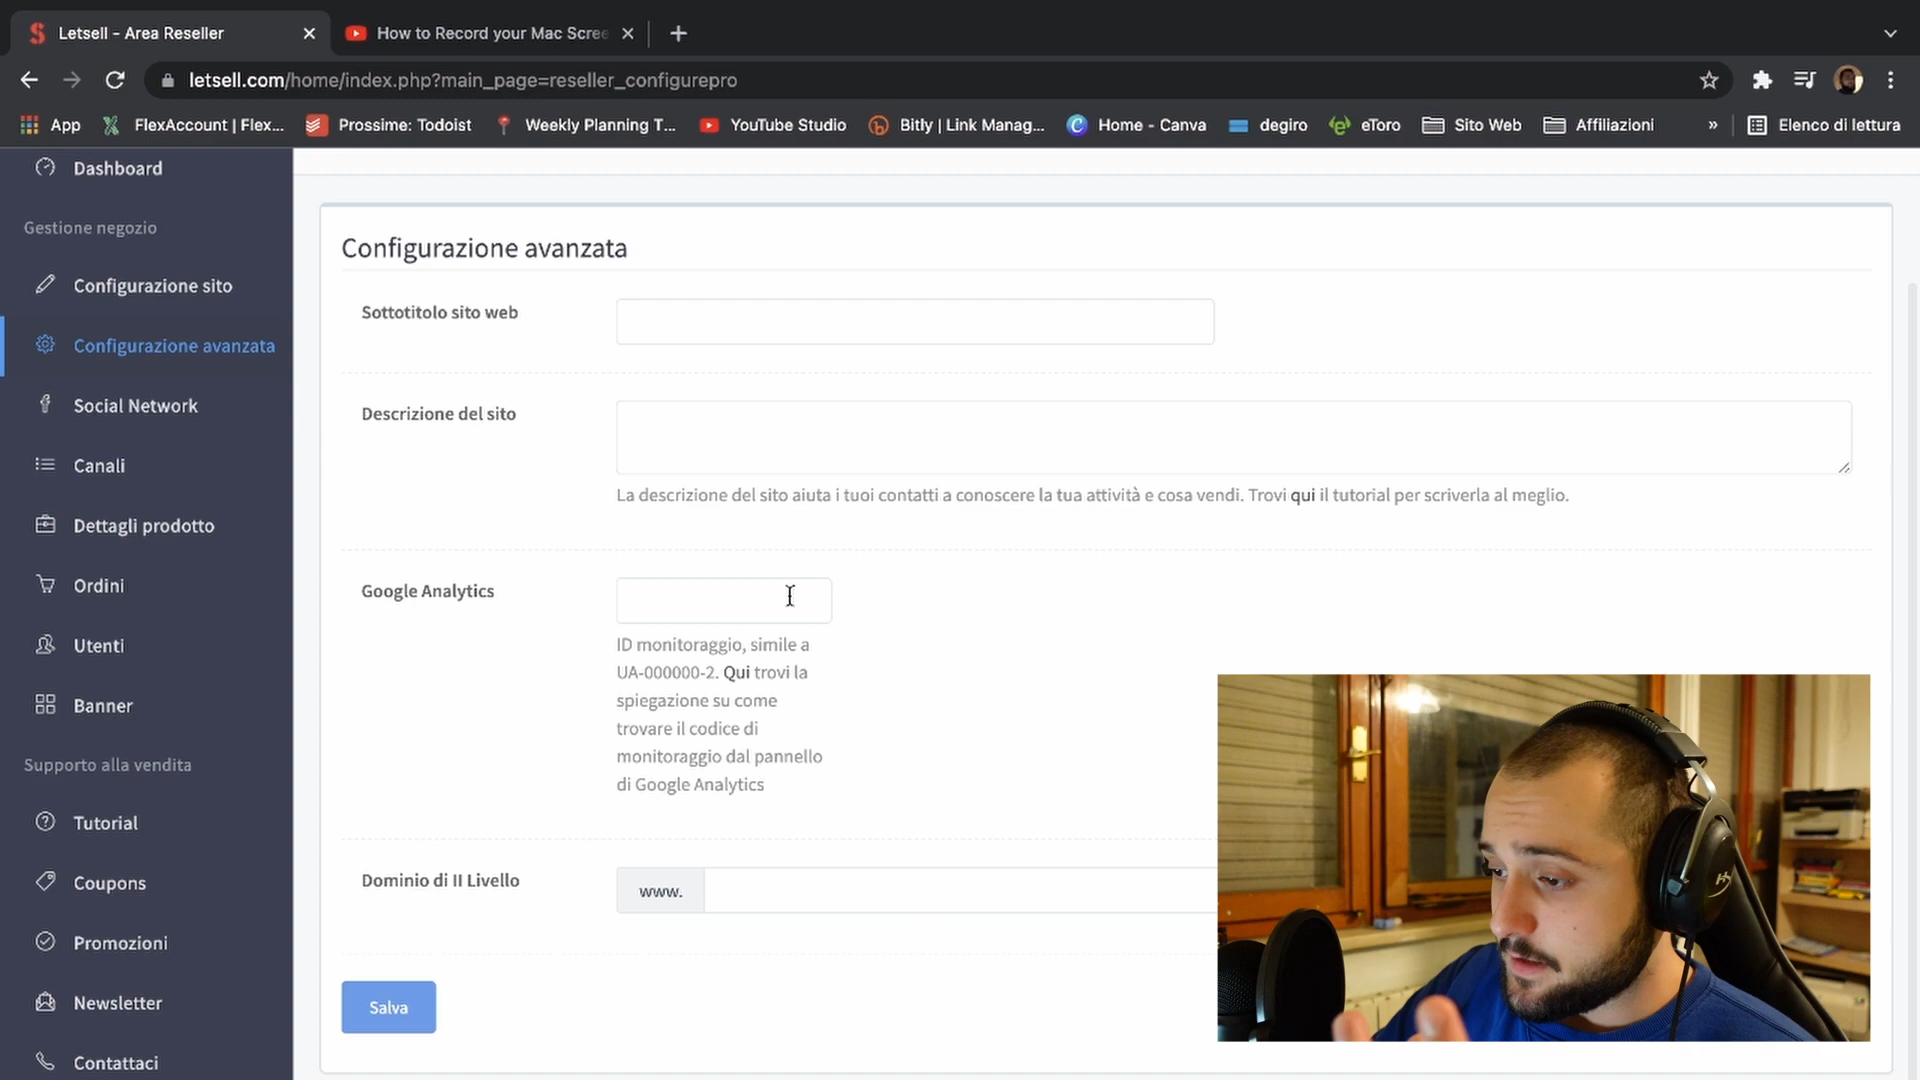 Letsell - Area Reseller
How to Record your Mac Scree
letsell.com/home/index.php?main_page=reseller_configurepro
App
FlexAccount | Flex...
Prossime: Todoist
Weekly Planning T...
YouTube Studio
Bitly | Link Manag...
Home - Canva
degiro
eToro
Sito Web
Affiliazioni
»
Elenco di lettura
Dashboard
Gestione negozio
Configurazione sito
Configurazione avanzata
Social Network
Canali
Dettagli prodotto
Ordini
Utenti
Banner
Supporto alla vendita
Tutorial
Coupons
Promozioni
Newsletter
Contattaci
Configurazione avanzata
Sottotitolo sito web
Descrizione del sito
La descrizione del sito aiuta i tuoi contatti a conoscere la tua attività e cosa vendi. Trovi qui il tutorial per scriverla al meglio.
Google Analytics
ID monitoraggio, simile a
UA-000000-2. Qui trovi la
spiegazione su come
trovare il codice di
monitoraggio dal pannello
di Google Analytics
Dominio di II Livello
www.
Salva